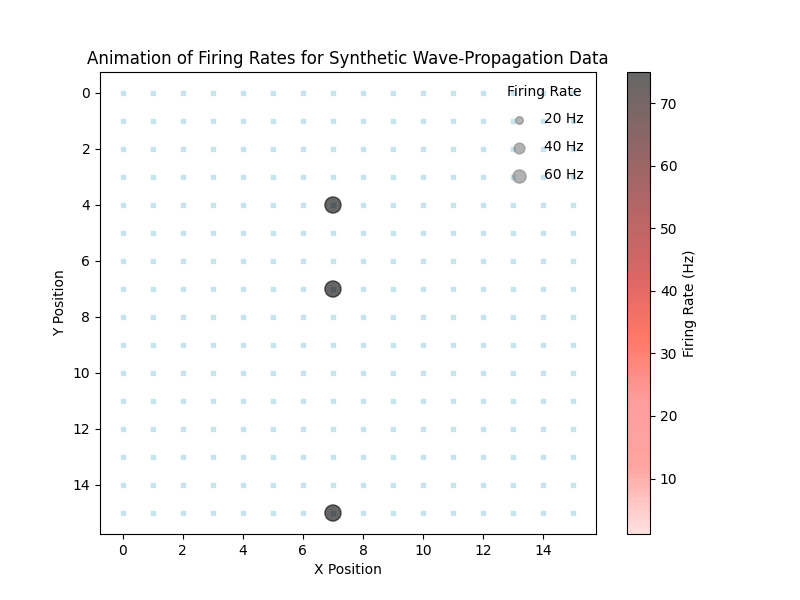 Animation of Firing Rates for Synthetic Wave-Propagation Data
Firing Rate
20 Hz
40 Hz
60 Hz
0
2
4
6
8
10
12
14
Y Position
0 2 4 6 8 10 12 14
X Position
70
60
50
40
30
20
10
Firing Rate (Hz)